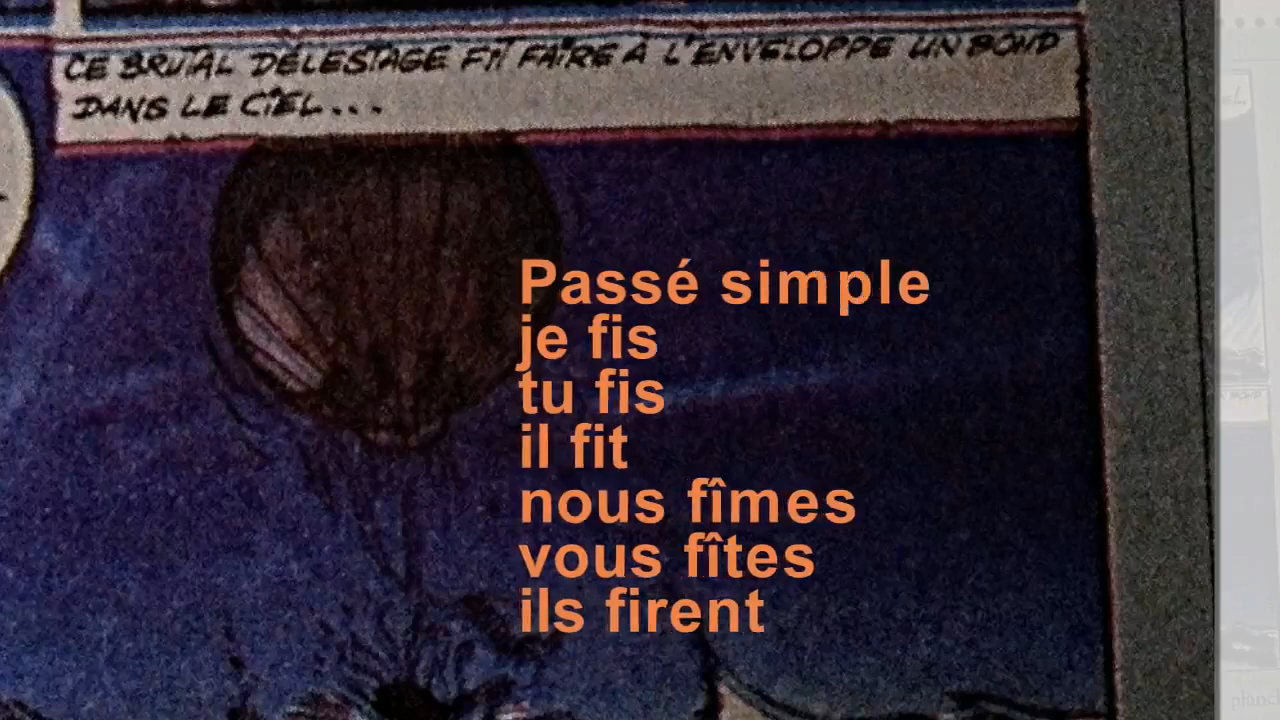 CE BRUTAL DÉLESTAGE FIT FAIRE À L'ENVELOPPE UN BOND
DANS LE CIEL...
Passé simple
je fis
tu fis
il fit
nous fîmes
vous fîtes
ils firent